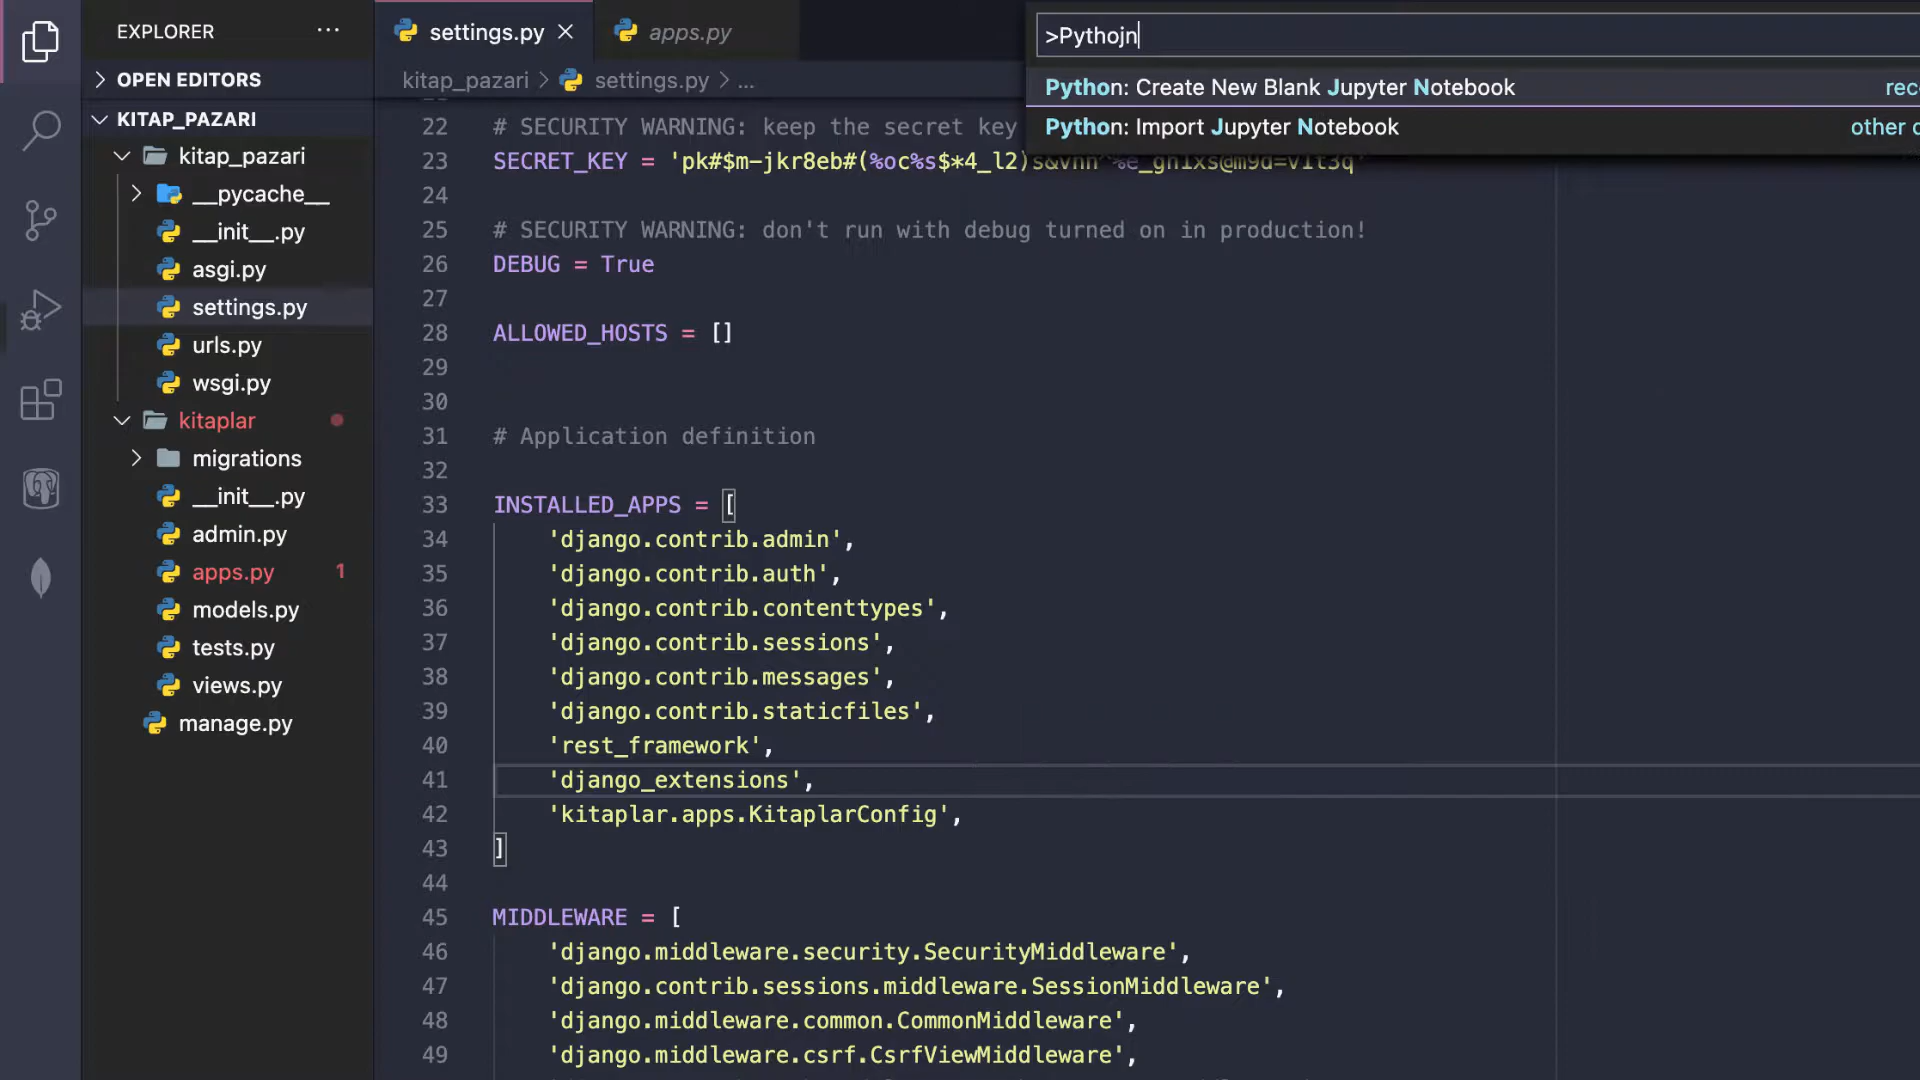 EXPLORER
settings.py
apps.py
>Pythojn
OPEN EDITORS
kitap_pazari > settings.py > ...
Python: Create New Blank Jupyter Notebook
Python: Import Jupyter Notebook
other
KITAP_PAZARI
kitap_pazari
__pycache__
__init__.py
asgi.py
settings.py
urls.py
wsgi.py
kitaplar
migrations
__init__.py
admin.py
apps.py 1
models.py
tests.py
views.py
manage.py
22 # SECURITY WARNING: keep the secret key
23 SECRET_KEY =
24
25 # SECURITY WARNING: don't run with debug turned on in production!
26 DEBUG = True
27
28 ALLOWED_HOSTS = []
29
30
31 # Application definition
32
33 INSTALLED_APPS = [
34 'django.contrib.admin',
35 'django.contrib.auth',
36 'django.contrib.contenttypes',
37 'django.contrib.sessions',
38 'django.contrib.messages',
39 'django.contrib.staticfiles',
40 'rest_framework',
41 'django_extensions',
42 'kitaplar.apps.KitaplarConfig',
43 ]
44
45 MIDDLEWARE = [
46 'django.middleware.security.SecurityMiddleware',
47 'django.contrib.sessions.middleware.SessionMiddleware',
48 'django.middleware.common.CommonMiddleware',
49 'django.middleware.csrf.CsrfViewMiddleware',